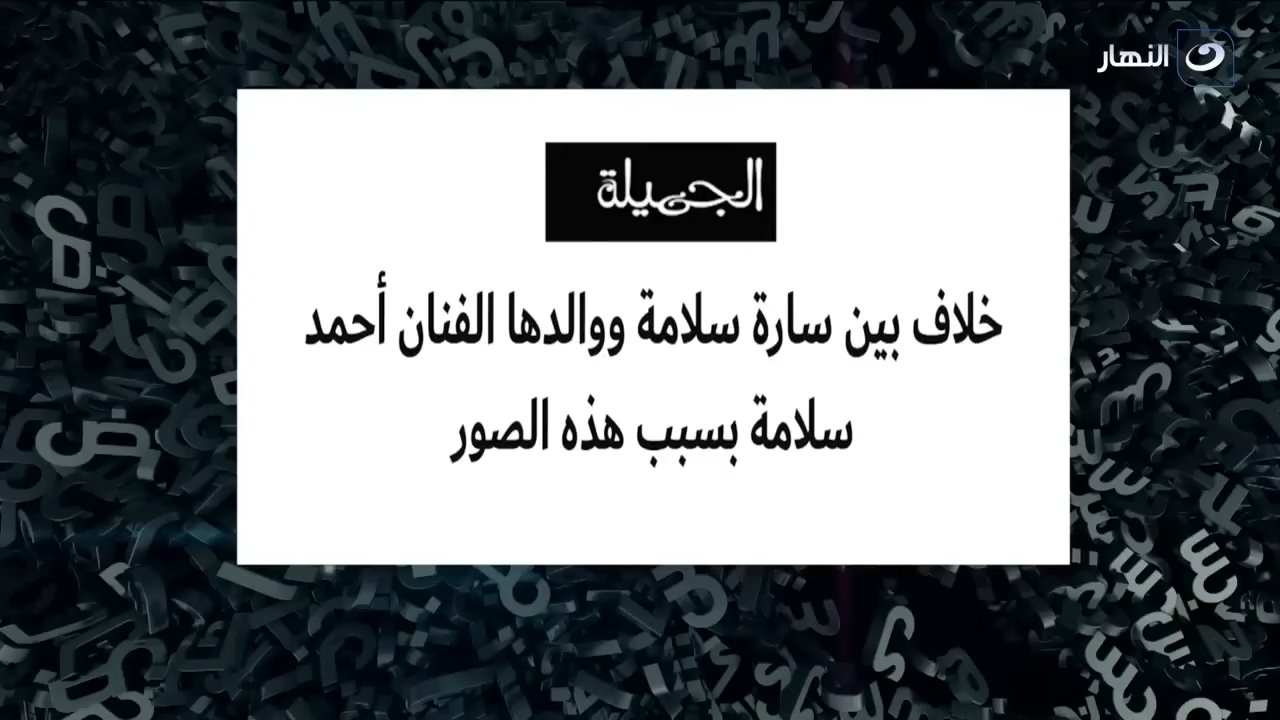 النهار
الجميلة
خلاف بين سارة سلامة ووالدها الفنان أحمد
سلامة بسبب هذه الصور